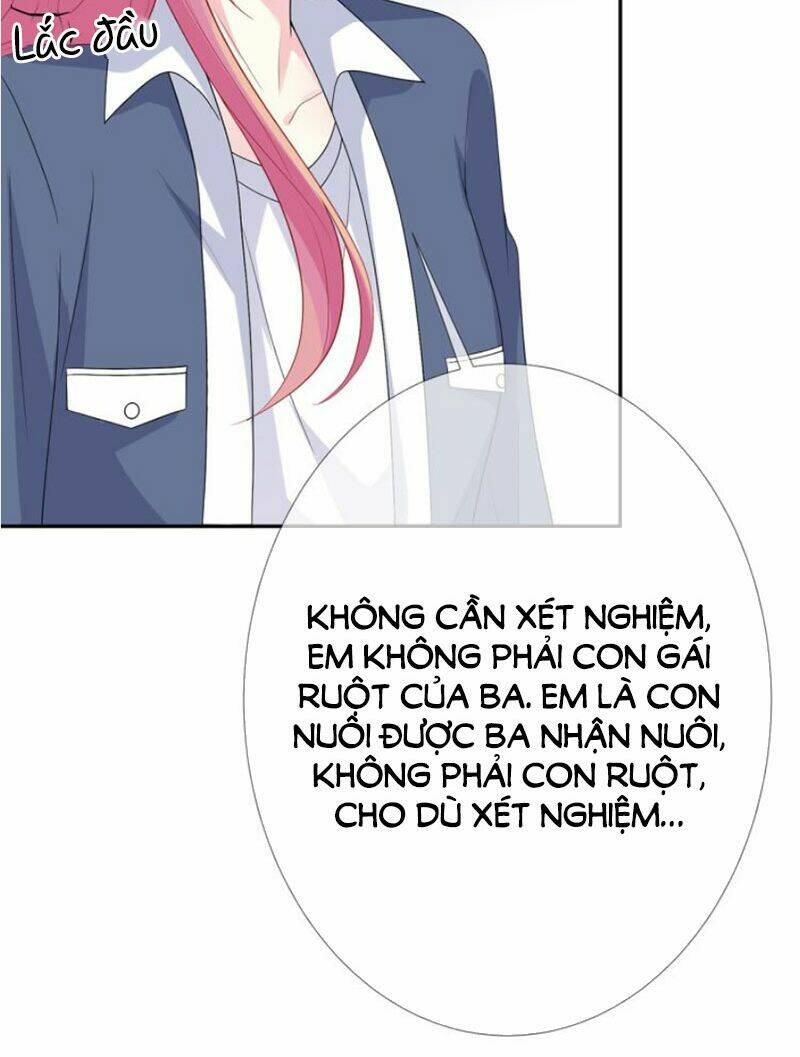 Lắc đầu
KHÔNG CẦN XÉT NGHIỆM,
EM KHÔNG PHẢI CON GÁI
RUỘT CỦA BA. EM LÀ CON
NUÔI ĐƯỢC BA NHẬN NUÔI,
KHÔNG PHẢI CON RUỘT,
CHO DÙ XÉT NGHIỆM...